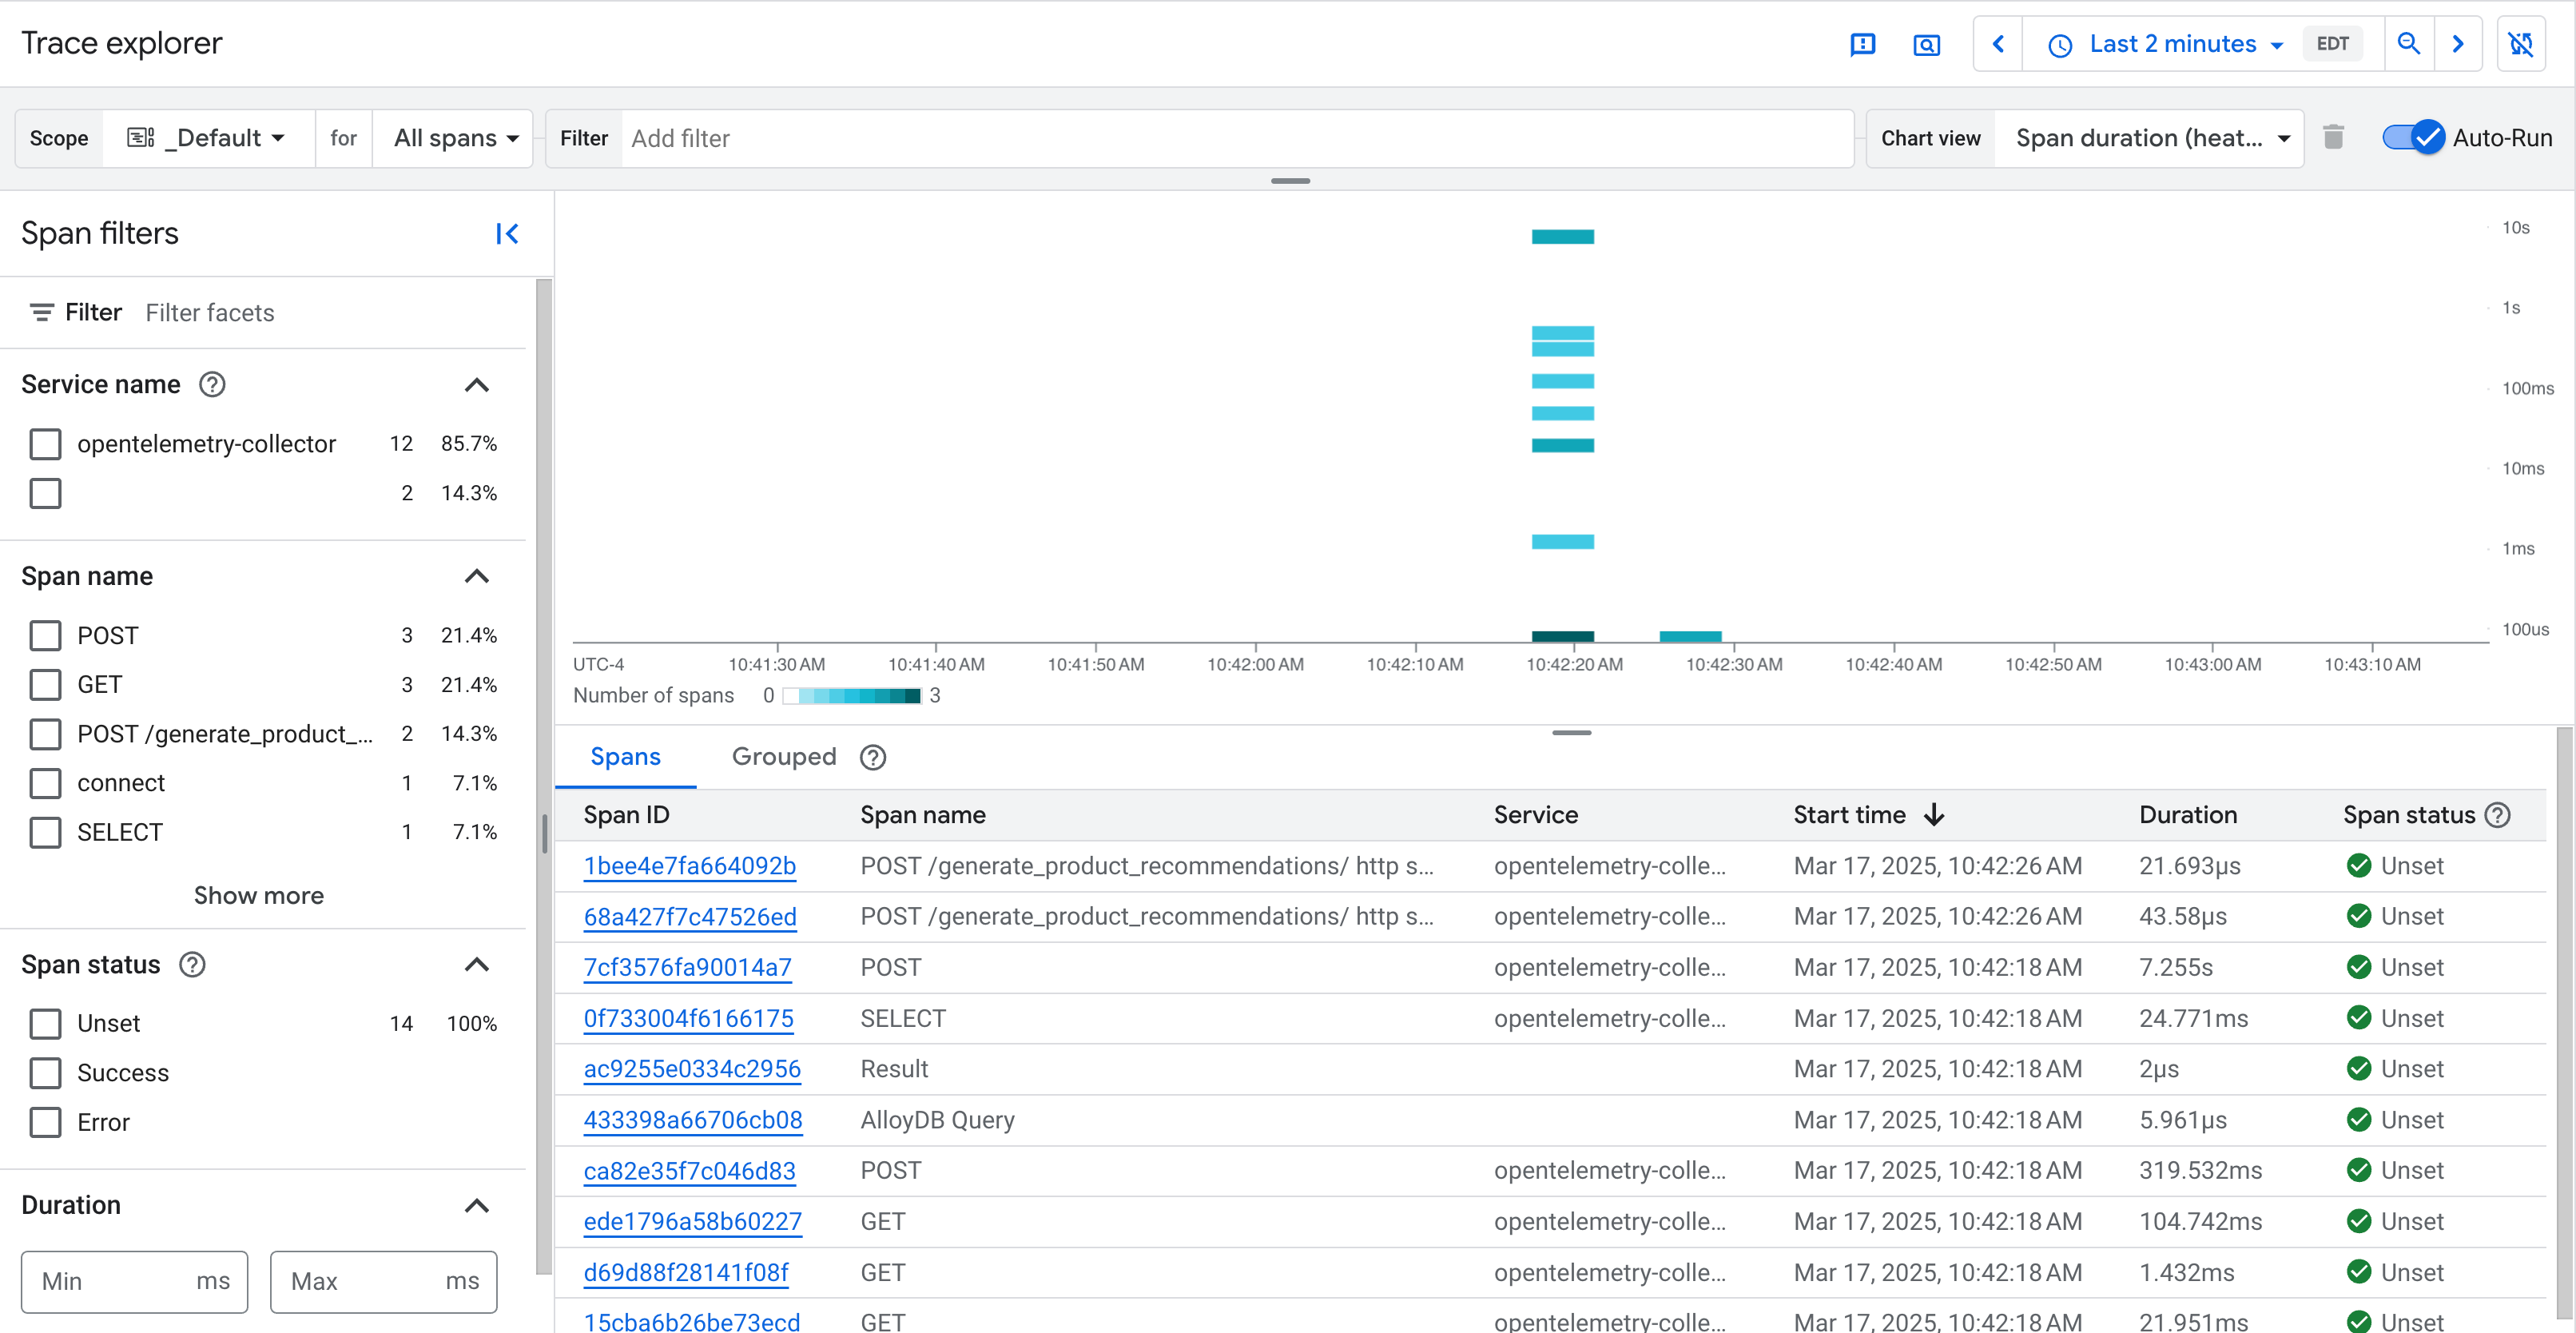 Trace explorer
Last 2 minutes
EDT
Scope
_Default
for
All spans
Filter
Add filter
Chart view
Span duration (heat...
Auto-Run
Span filters
Filter Filter facets
Service name
opentelemetry-collector 12 85.7%
2 14.3%
Span name
POST 3 21.4%
GET 3 21.4%
POST /generate_product_... 2 14.3%
connect 1 7.1%
SELECT 1 7.1%
Show more
Span status
Unset 14 100%
Success
Error
Duration
Min ms Max ms
10s
1s
100ms
10ms
1ms
100us
UTC-4 10:41:30 AM 10:41:40 AM 10:41:50 AM 10:42:00 AM 10:42:10 AM 10:42:20 AM 10:42:30 AM 10:42:40 AM 10:42:50 AM 10:43:00 AM 10:43:10 AM
Number of spans 0 3
Spans Grouped
Span ID Span name Service Start time Duration Span status
1bee4e7fa664092b POST /generate_product_recommendations/ http s... opentelemetry-colle... Mar 17, 2025, 10:42:26 AM 21.693µs Unset
68a427f7c47526ed POST /generate_product_recommendations/ http s... opentelemetry-colle... Mar 17, 2025, 10:42:26 AM 43.58µs Unset
7cf3576fa90014a7 POST opentelemetry-colle... Mar 17, 2025, 10:42:18 AM 7.255s Unset
0f733004f6166175 SELECT opentelemetry-colle... Mar 17, 2025, 10:42:18 AM 24.771ms Unset
ac9255e0334c2956 Result Mar 17, 2025, 10:42:18 AM 2µs Unset
433398a66706cb08 AlloyDB Query Mar 17, 2025, 10:42:18 AM 5.961µs Unset
ca82e35f7c046d83 POST opentelemetry-colle... Mar 17, 2025, 10:42:18 AM 319.532ms Unset
ede1796a58b60227 GET opentelemetry-colle... Mar 17, 2025, 10:42:18 AM 104.742ms Unset
d69d88f28141f08f GET opentelemetry-colle... Mar 17, 2025, 10:42:18 AM 1.432ms Unset
15cba6b26be73ecd GET opentelemetry-colle... Mar 17, 2025, 10:42:18 AM 21.951ms Unset